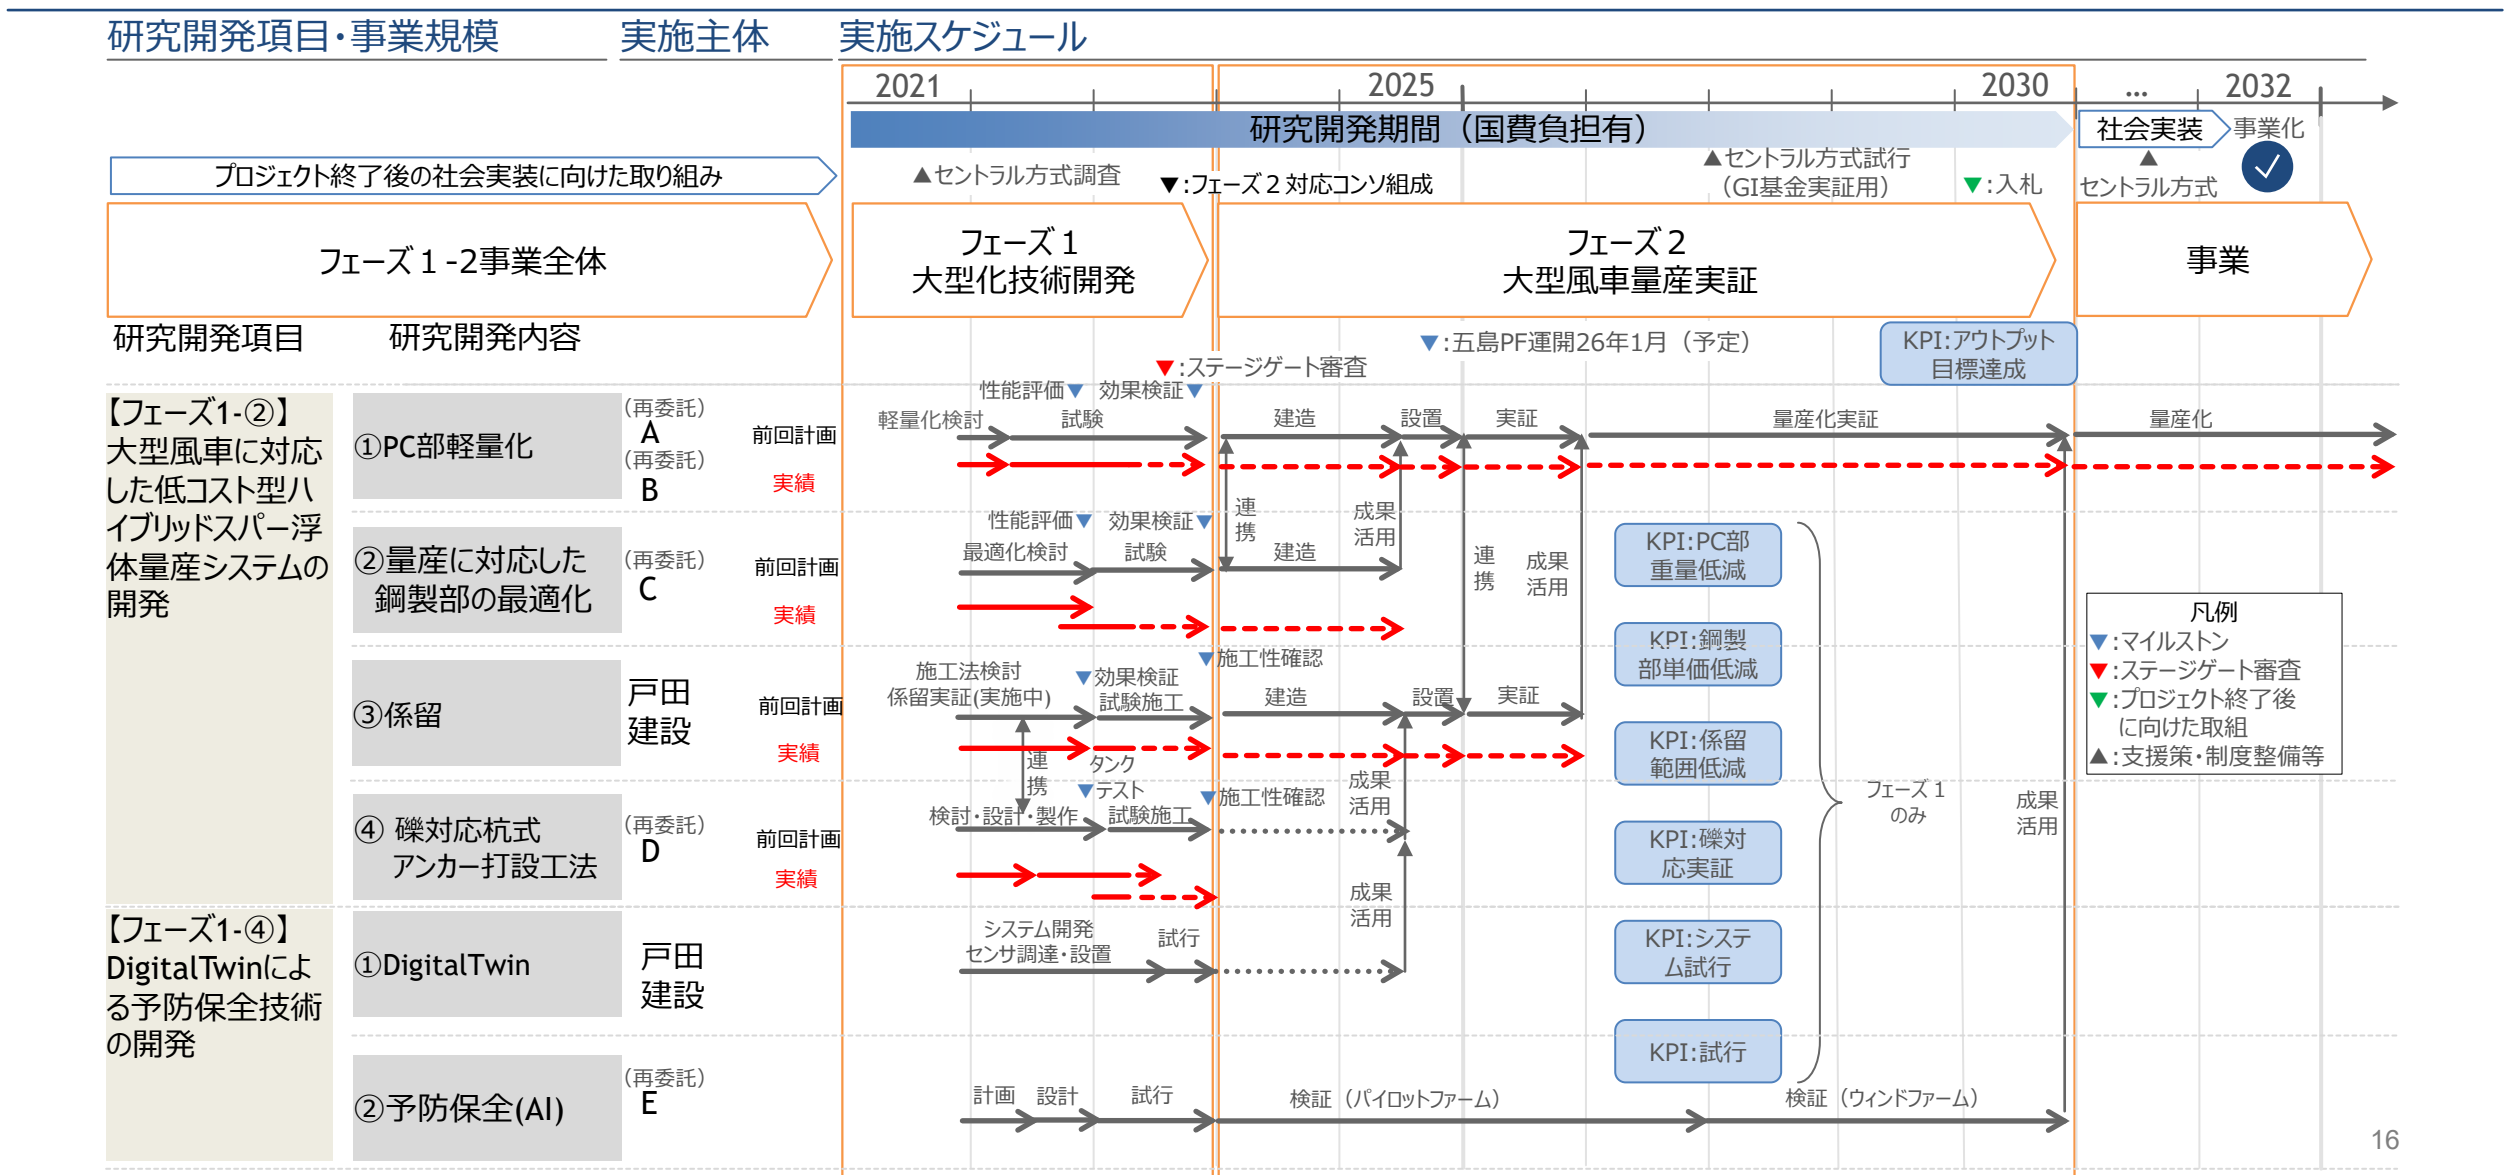 研究開発項目・事業規模
実施主体
実施スケジュール
2021
2025
2030
…
2032
研究開発期間（国費負担有）
社会実装
事業化
プロジェクト終了後の社会実装に向けた取り組み
▲セントラル方式調査
▼:フェーズ２対応コンソ組成
▲セントラル方式試行
（GI基金実証用）
▼:入札
▲
セントラル方式
フェーズ１-2事業全体
フェーズ１
大型化技術開発
フェーズ２
大型風車量産実証
事業
研究開発項目
研究開発内容
▼:ステージゲート審査
▼:五島PF運開26年1月（予定）
KPI:アウトプット
目標達成
【フェーズ1-②】
大型風車に対応
した低コスト型ハ
イブリッドスパー浮
体量産システムの
開発
①PC部軽量化
（再委託）
A
（再委託）
B
前回計画
実績
性能評価▼
効果検証▼
軽量化検討
試験
建造
設置
実証
量産化実証
量産化
連
携
成果
活用
②量産に対応した
鋼製部の最適化
（再委託）
C
前回計画
実績
性能評価▼
効果検証▼
最適化検討
試験
建造
連
携
成果
活用
KPI:PC部
重量低減
KPI:鋼製
部単価低減
KPI:係留
範囲低減
KPI:礫対
応実証
KPI:システ
ム試行
KPI:試行
フェーズ１
のみ
成果
活用
凡例
▼:マイルストン
▼:ステージゲート審査
▼:プロジェクト終了後
に向けた取組
▲:支援策・制度整備等
③係留
戸田
建設
前回計画
実績
施工法検討
係留実証(実施中)
▼効果検証
試験施工
▼施工性確認
建造
設置
実証
連
携
タンク
▼テスト
成果
活用
④ 礫対応杭式
アンカー打設工法
（再委託）
D
前回計画
実績
検討・設計・製作
試験施工
▼施工性確認
成果
活用
【フェーズ1-④】
DigitalTwinによ
る予防保全技術
の開発
①DigitalTwin
戸田
建設
システム開発
センサ調達・設置
試行
②予防保全(AI)
（再委託）
E
計画
設計
試行
検証（パイロットファーム）
検証（ウィンドファーム）
16